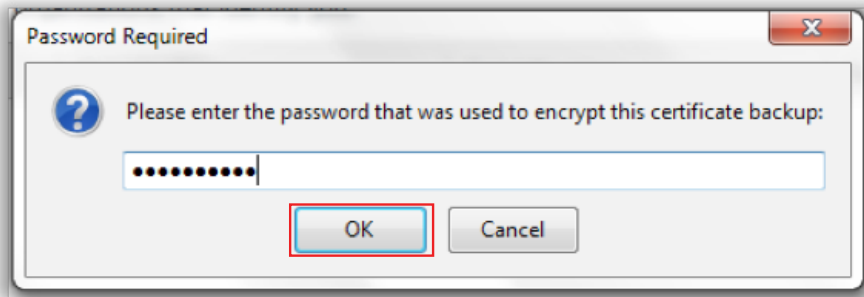 Password Required
Please enter the password that was used to encrypt this certificate backup:
••••••••••
OK
Cancel